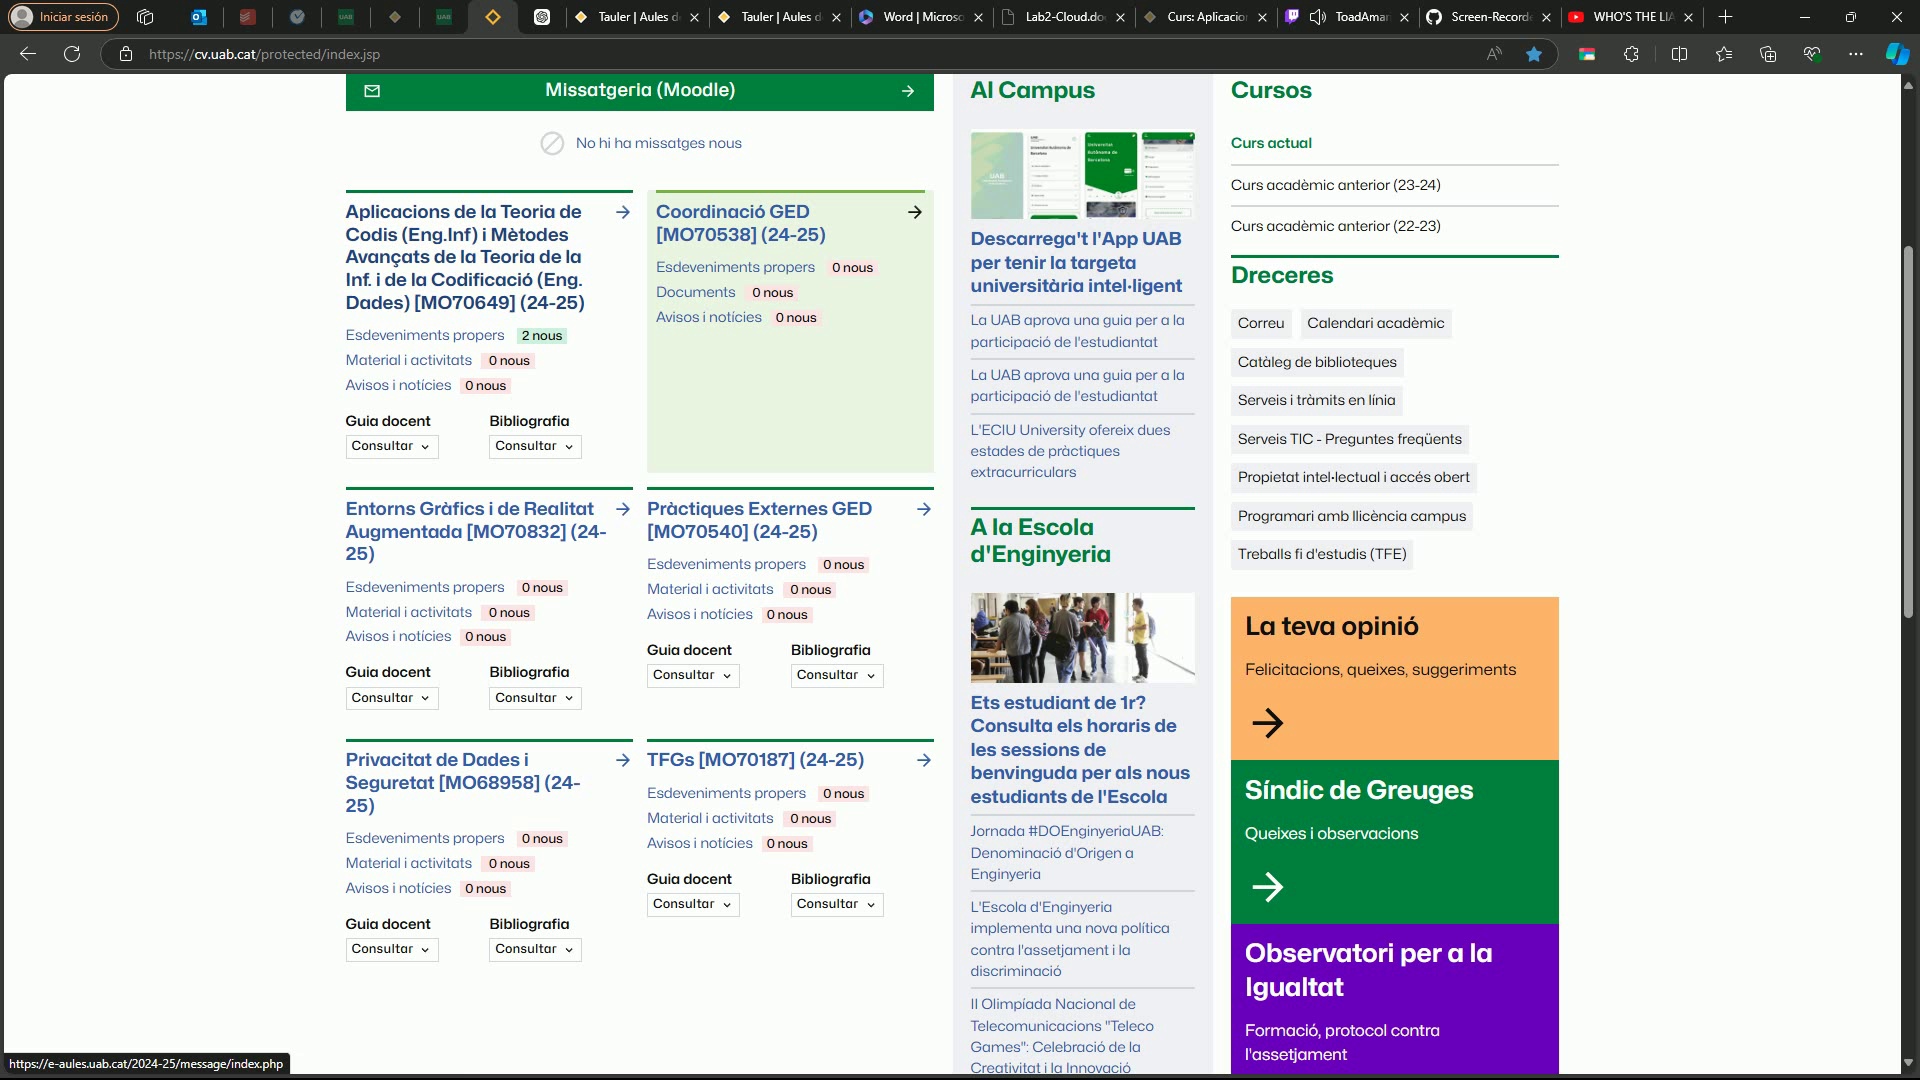 Iniciar sesión
Tauler | Aules d
Tauler | Aules d
Word | Microso
Lab2-Cloud.do
Curs: Aplicacio
ToadAma
Screen-Record
WHO'S THE LIA
https://cv.uab.cat/protected/index.jsp
Missatgeria (Moodle)
No hi ha missatges nous
Aplicacions de la Teoria de
Codis (Eng.Inf) i Mètodes
Avançats de la Teoria de la
Inf. i de la Codificació (Eng.
Dades) [MO70649] (24-25)
Esdeveniments propers 2 nous
Material i activitats 0 nous
Avisos i notícies 0 nous
Guia docent Bibliografia
Consultar Consultar
Coordinació GED
[MO70538] (24-25)
Esdeveniments propers 0 nous
Documents 0 nous
Avisos i notícies 0 nous
Entorns Gràfics i de Realitat
Augmentada [MO70832] (24-
25)
Esdeveniments propers 0 nous
Material i activitats 0 nous
Avisos i notícies 0 nous
Guia docent Bibliografia
Consultar Consultar
Pràctiques Externes GED
[MO70540] (24-25)
Esdeveniments propers 0 nous
Material i activitats 0 nous
Avisos i notícies 0 nous
Guia docent Bibliografia
Consultar Consultar
Privacitat de Dades i
Seguretat [MO68958] (24-
25)
Esdeveniments propers 0 nous
Material i activitats 0 nous
Avisos i notícies 0 nous
Guia docent Bibliografia
Consultar Consultar
TFGs [MO70187] (24-25)
Esdeveniments propers 0 nous
Material i activitats 0 nous
Avisos i notícies 0 nous
Guia docent Bibliografia
Consultar Consultar
Al Campus
Descarrega't l'App UAB
per tenir la targeta
universitària intel·ligent
La UAB aprova una guia per a la
participació de l'estudiantat
La UAB aprova una guia per a la
participació de l'estudiantat
L'ECIU University ofereix dues
estades de pràctiques
extracurriculars
A la Escola
d'Enginyeria
Ets estudiant de 1r?
Consulta els horaris de
les sessions de
benvinguda per als nous
estudiants de l'Escola
Jornada #DOEnginyeriaUAB:
Denominació d'Origen a
Enginyeria
L'Escola d'Enginyeria
implementa una nova política
contra l'assetjament i la
discriminació
II Olimpíada Nacional de
Telecomunicacions "Teleco
Games": Celebració de la
Creativitat i la Innovació
Cursos
Curs actual
Curs acadèmic anterior (23-24)
Curs acadèmic anterior (22-23)
Dreceres
Correu Calendari acadèmic
Catàleg de biblioteques
Serveis i tràmits en línia
Serveis TIC - Preguntes freqüents
Propietat intel·lectual i accés obert
Programari amb llicència campus
Treballs fi d'estudis (TFE)
La teva opinió
Felicitacions, queixes, suggeriments
Síndic de Greuges
Queixes i observacions
Observatori per a la
Igualtat
Formació, protocol contra
l'assetjament
https://e-aules.uab.cat/2024-25/message/index.php